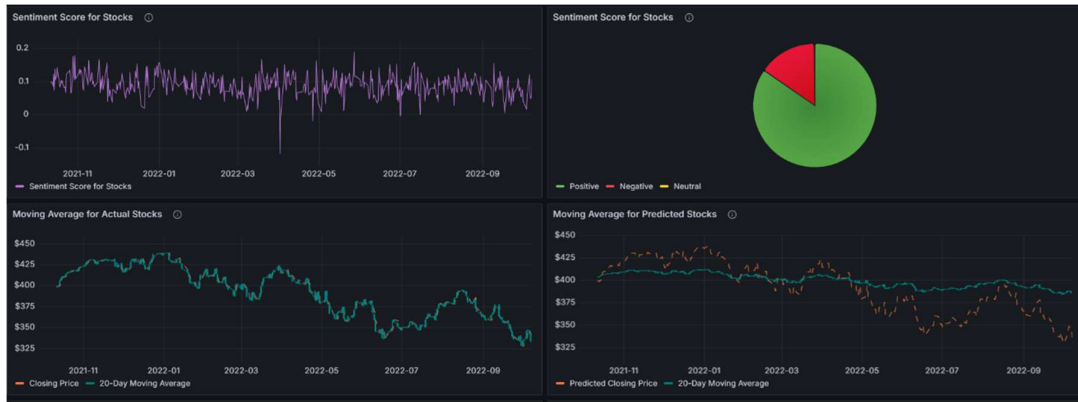 Sentiment Score for Stocks
0.2
0.1
0
-0.1
2021-11 2022-01 2022-03 2022-05 2022-07 2022-09
Sentiment Score for Stocks
Sentiment Score for Stocks
Positive Negative Neutral
Moving Average for Actual Stocks
$450
$425
$400
$375
$350
$325
2021-11 2022-01 2022-03 2022-05 2022-07 2022-09
Closing Price 20-Day Moving Average
Moving Average for Predicted Stocks
$450
$425
$400
$375
$350
$325
2021-11 2022-01 2022-03 2022-05 2022-07 2022-09
Predicted Closing Price 20-Day Moving Average